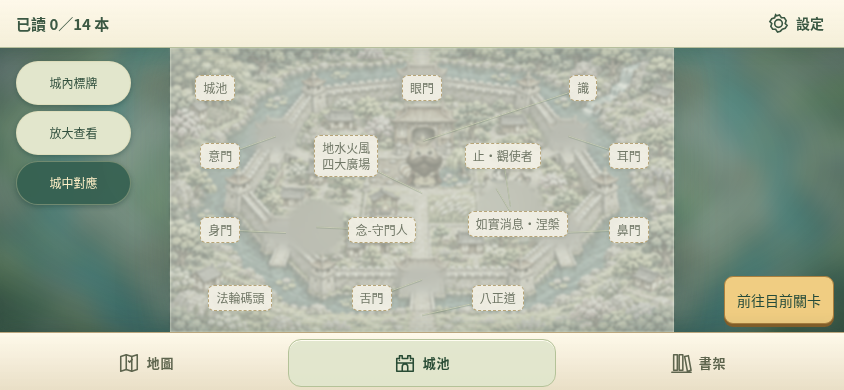 已讀 0／14 本
設定
城內標牌
放大查看
城中對應
城池
眼門
識
意門
地水火風
四大廣場
止・觀使者
耳門
身門
念-守門人
如實消息・涅槃
鼻門
法輪碼頭
舌門
八正道
前往目前關卡
地圖
城池
書架